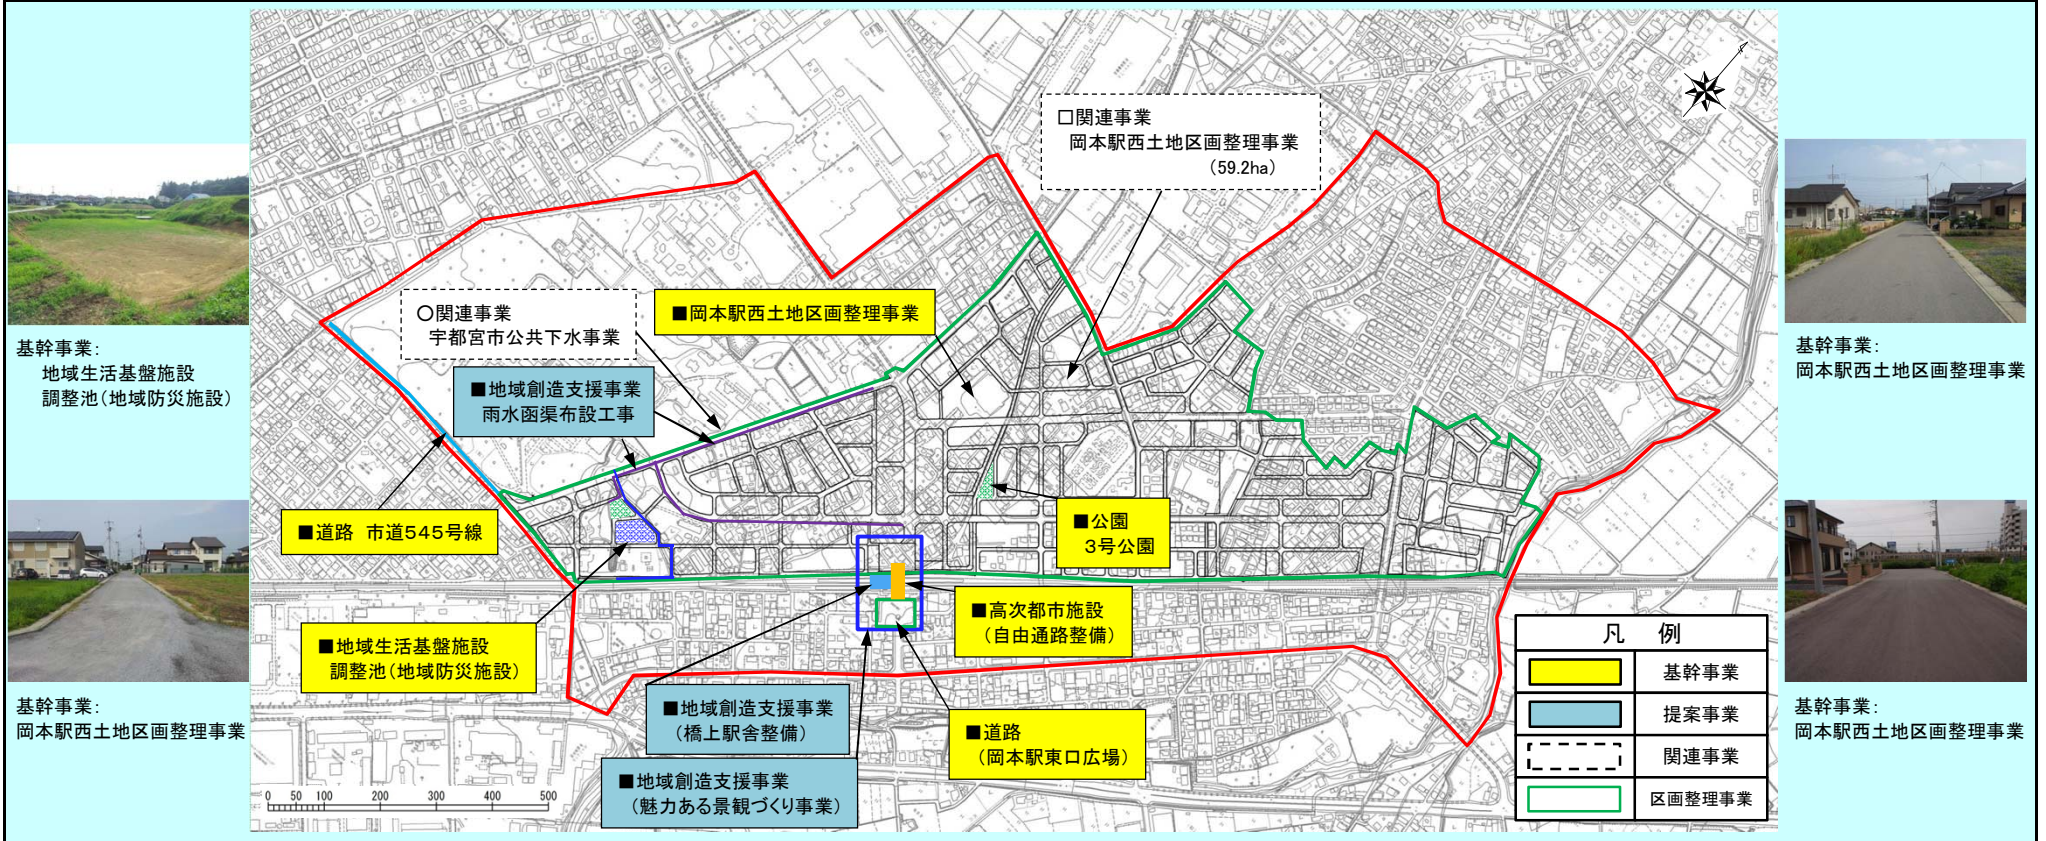 □関連事業
岡本駅西土地区画整理事業
(59.2ha)
○関連事業
宇都宮市公共下水事業
■岡本駅西土地区画整理事業
■地域創造支援事業
雨水函渠布設工事
■道路 市道545号線
■公園
3号公園
■地域生活基盤施設
調整池(地域防災施設)
■高次都市施設
(自由通路整備)
■地域創造支援事業
(橋上駅舎整備)
■道路
(岡本駅東口広場)
■地域創造支援事業
(魅力ある景観づくり事業)
基幹事業:
地域生活基盤施設
調整池(地域防災施設)
基幹事業:
岡本駅西土地区画整理事業
基幹事業:
岡本駅西土地区画整理事業
基幹事業:
岡本駅西土地区画整理事業
凡 例
基幹事業
提案事業
関連事業
区画整理事業
0 50 100 200 300 400 500